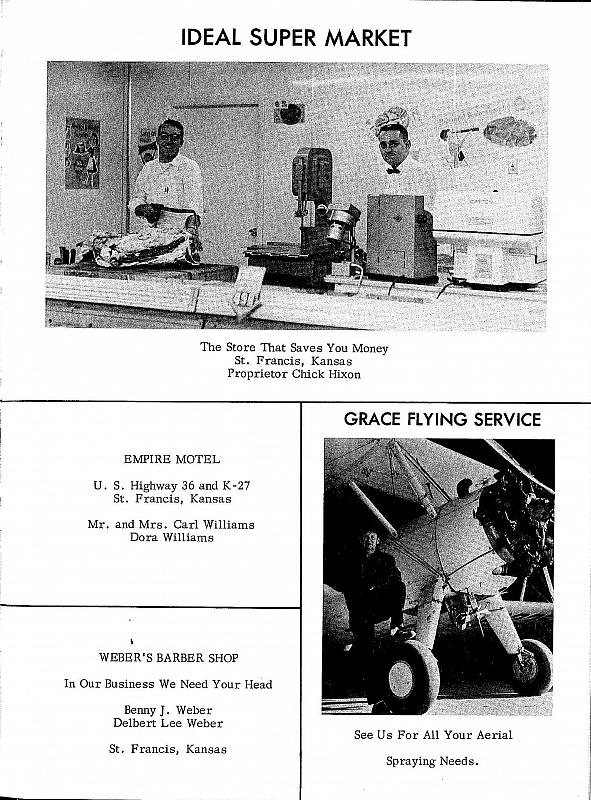 IDEAL SUPER MARKET
The Store That Saves You Money
St. Francis, Kansas
Proprietor Chick Hixon
EMPIRE MOTEL
U. S. Highway 36 and K-27
St. Francis, Kansas
Mr. and Mrs. Carl Williams
Dora Williams
WEBER'S BARBER SHOP
In Our Business We Need Your Head
Benny J. Weber
Delbert Lee Weber
St. Francis, Kansas
GRACE FLYING SERVICE
See Us For All Your Aerial
Spraying Needs.